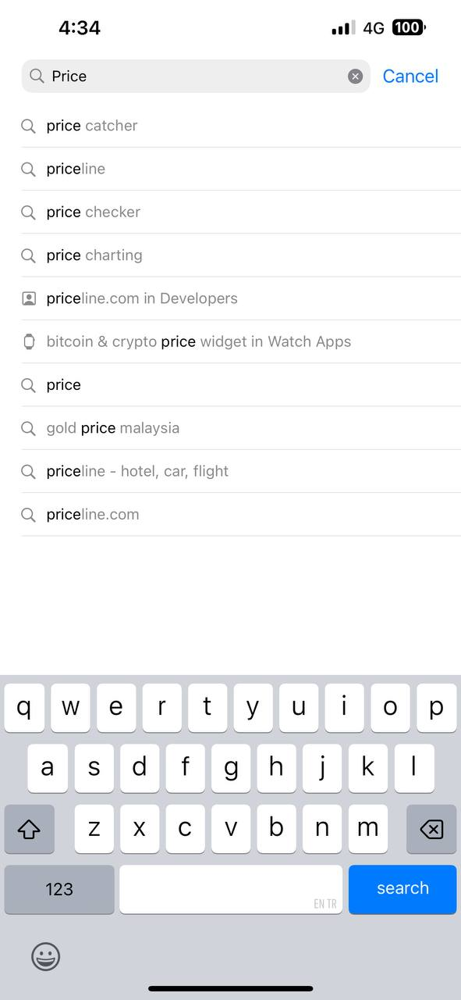 4:34
4G 100
Price
Cancel
price catcher
priceline
price checker
price charting
priceline.com in Developers
bitcoin & crypto price widget in Watch Apps
price
gold price malaysia
priceline - hotel, car, flight
priceline.com
q w e r t y u i o p
a s d f g h j k l
z x c v b n m
123
EN TR
search